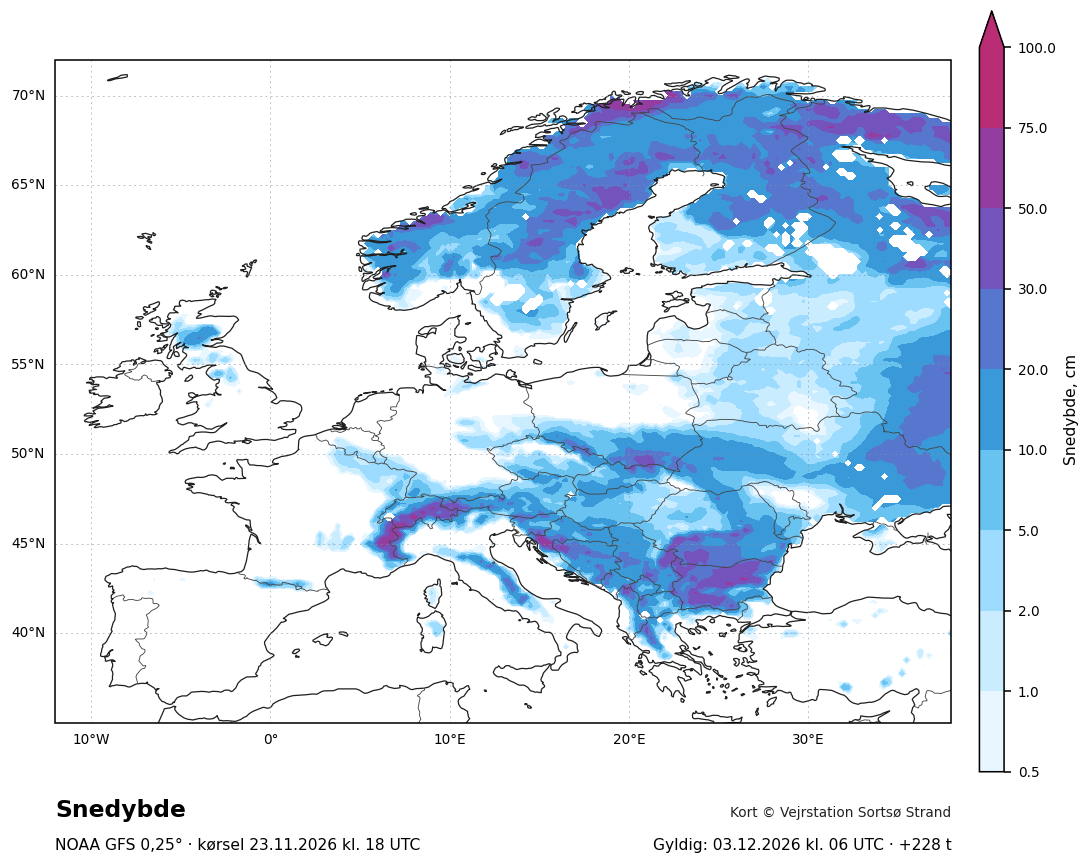 70°N
65°N
60°N
55°N
50°N
45°N
40°N
10°W
0°
10°E
20°E
30°E
100.0
75.0
50.0
30.0
20.0
10.0
5.0
2.0
1.0
0.5
Snedybde, cm
Snedybde
Kort © Vejrstation Sortsø Strand
NOAA GFS 0,25° · kørsel 23.11.2026 kl. 18 UTC
Gyldig: 03.12.2026 kl. 06 UTC · +228 t